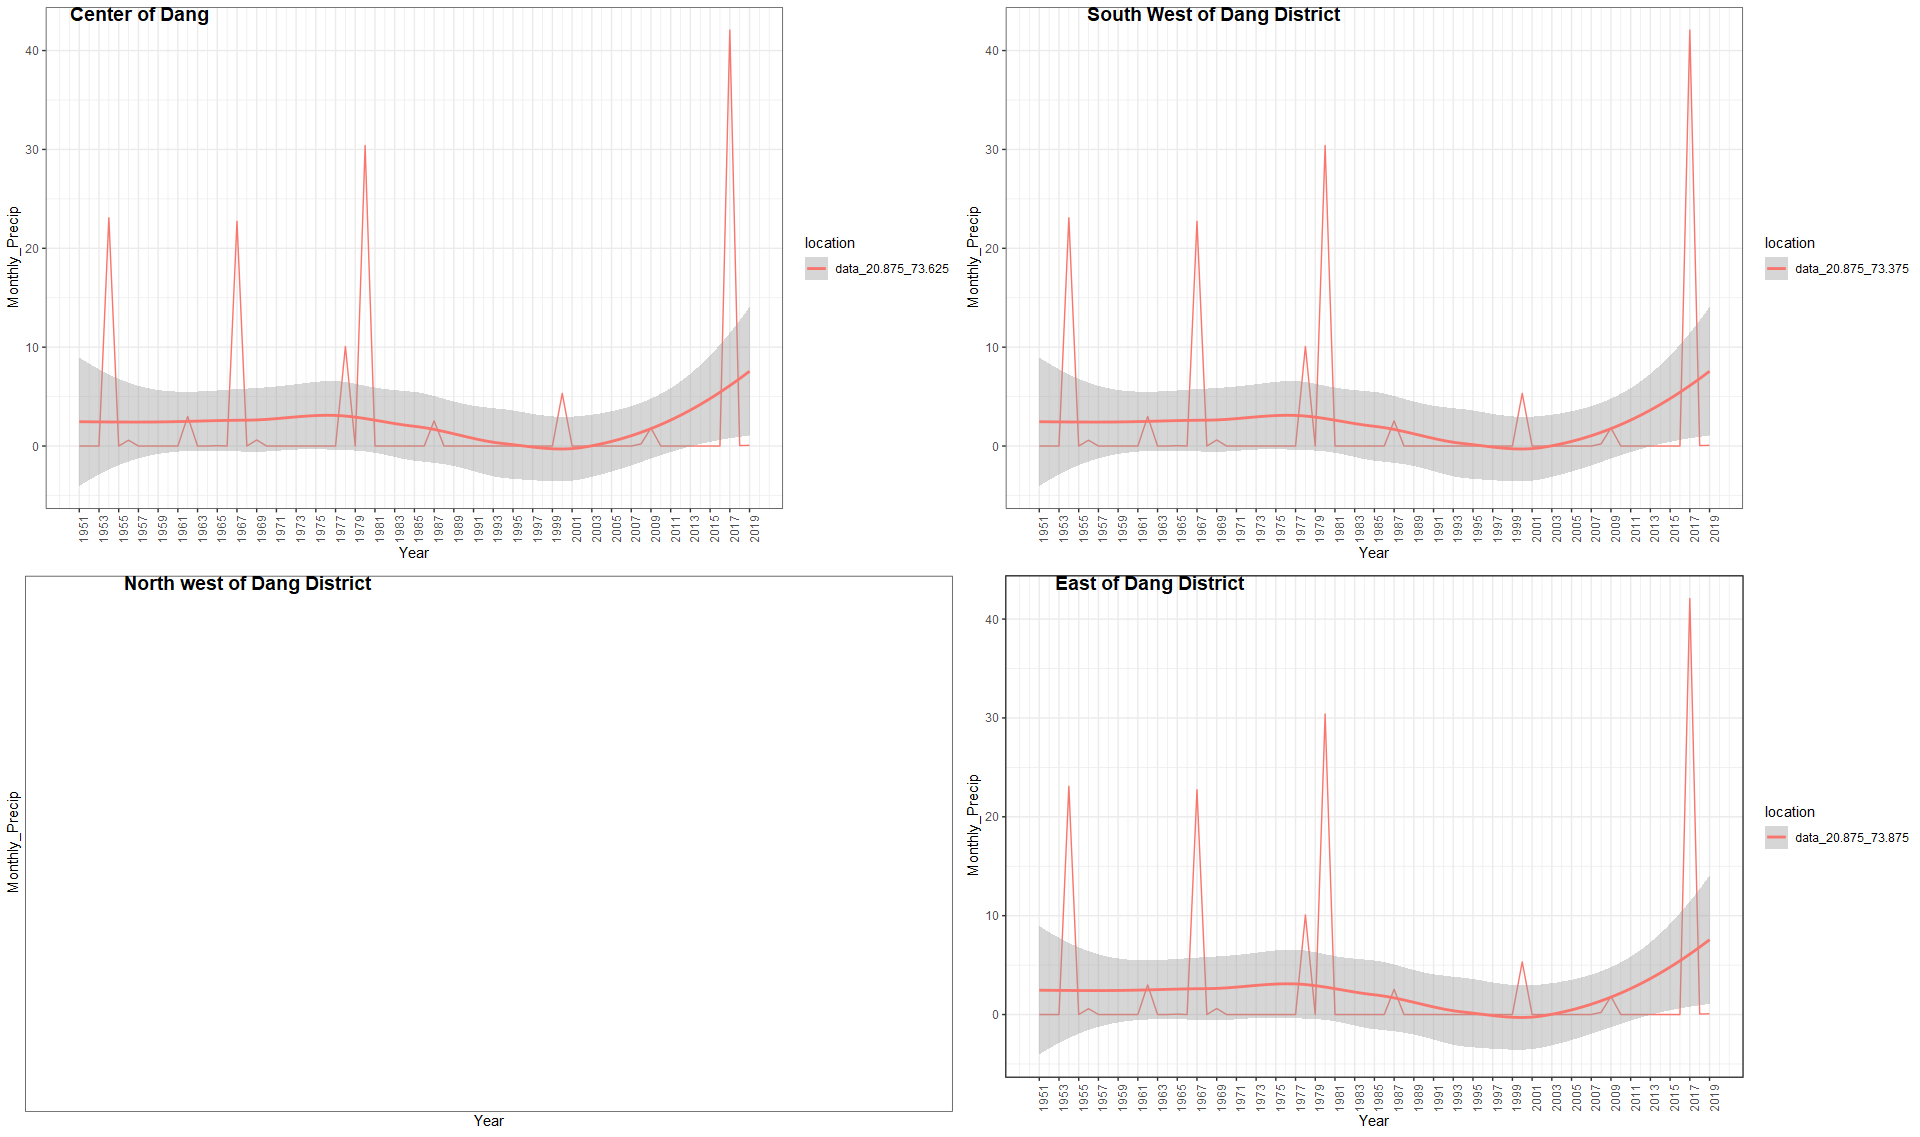 Center of Dang
Monthly_Precip
40
30
20
10
0
1951 1953 1955 1957 1959 1961 1963 1965 1967 1969 1971 1973 1975 1977 1979 1981 1983 1985 1987 1989 1991 1993 1995 1997 1999 2001 2003 2005 2007 2009 2011 2013 2015 2017 2019
Year
location
data_20.875_73.625
South West of Dang District
Monthly_Precip
40
30
20
10
0
1951 1953 1955 1957 1959 1961 1963 1965 1967 1969 1971 1973 1975 1977 1979 1981 1983 1985 1987 1989 1991 1993 1995 1997 1999 2001 2003 2005 2007 2009 2011 2013 2015 2017 2019
Year
location
data_20.875_73.375
North west of Dang District
Monthly_Precip
Year
East of Dang District
Monthly_Precip
40
30
20
10
0
1951 1953 1955 1957 1959 1961 1963 1965 1967 1969 1971 1973 1975 1977 1979 1981 1983 1985 1987 1989 1991 1993 1995 1997 1999 2001 2003 2005 2007 2009 2011 2013 2015 2017 2019
Year
location
data_20.875_73.875